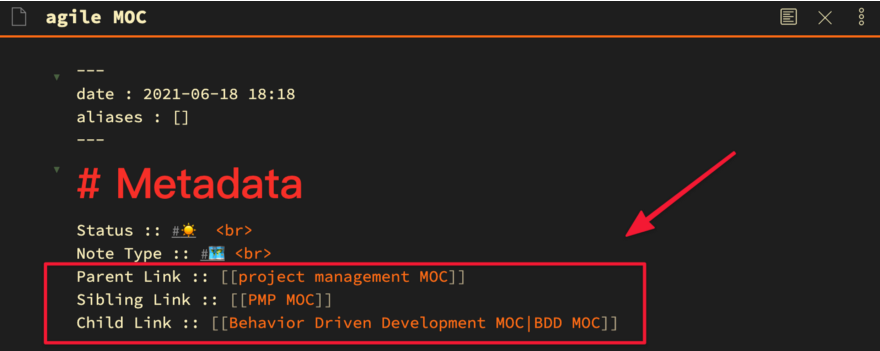 agile MOC
---
date : 2021-06-18 18:18
aliases : []
---
# Metadata
Status :: #☀️ <br>
Note Type :: #🗺️ <br>
Parent Link :: [[project management MOC]]
Sibling Link :: [[PMP MOC]]
Child Link :: [[Behavior Driven Development MOC|BDD MOC]]